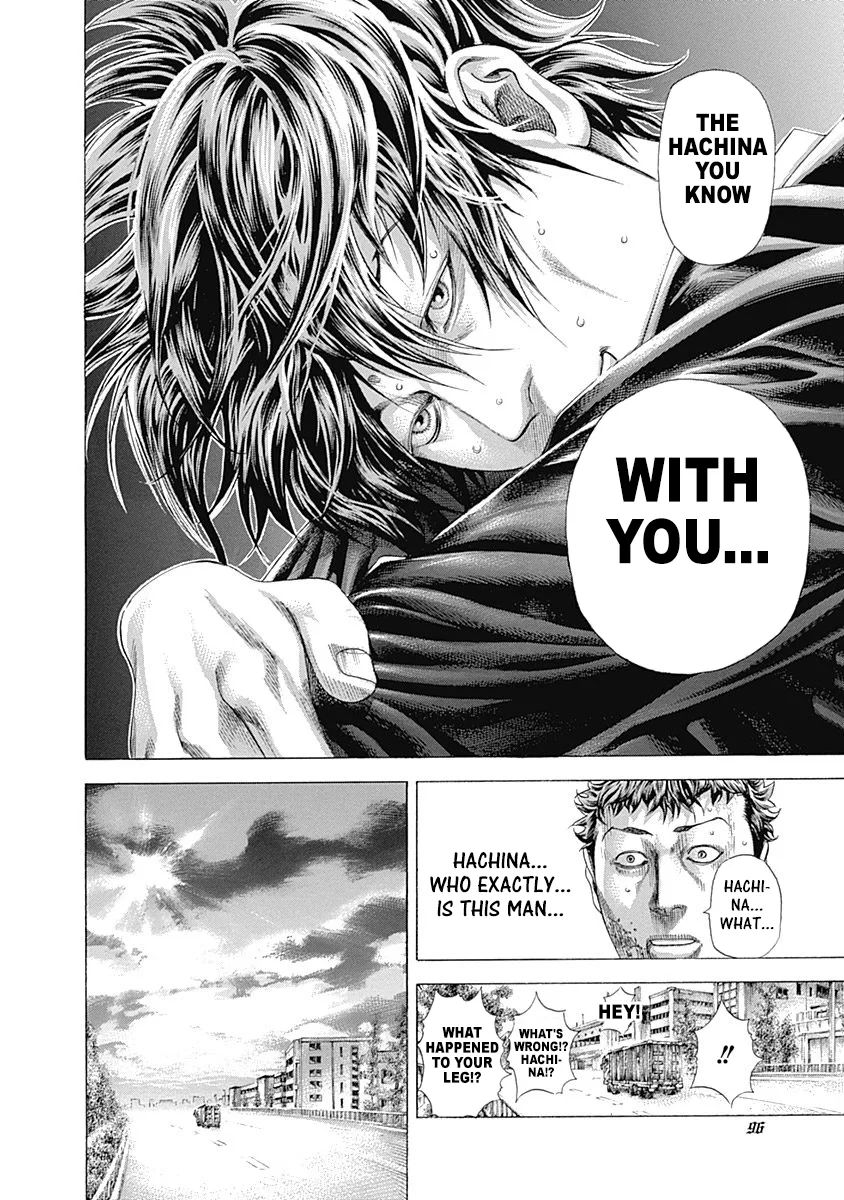 THE
HACHINA
YOU
KNOW
WITH
YOU...
HACHI-
NA...
WHAT...
HACHINA...
WHO EXACTLY...
IS THIS MAN...
!!
HEY!
WHAT'S
WRONG!?
HACHI-
NA!?
WHAT
HAPPENED
TO YOUR
LEG!?
96